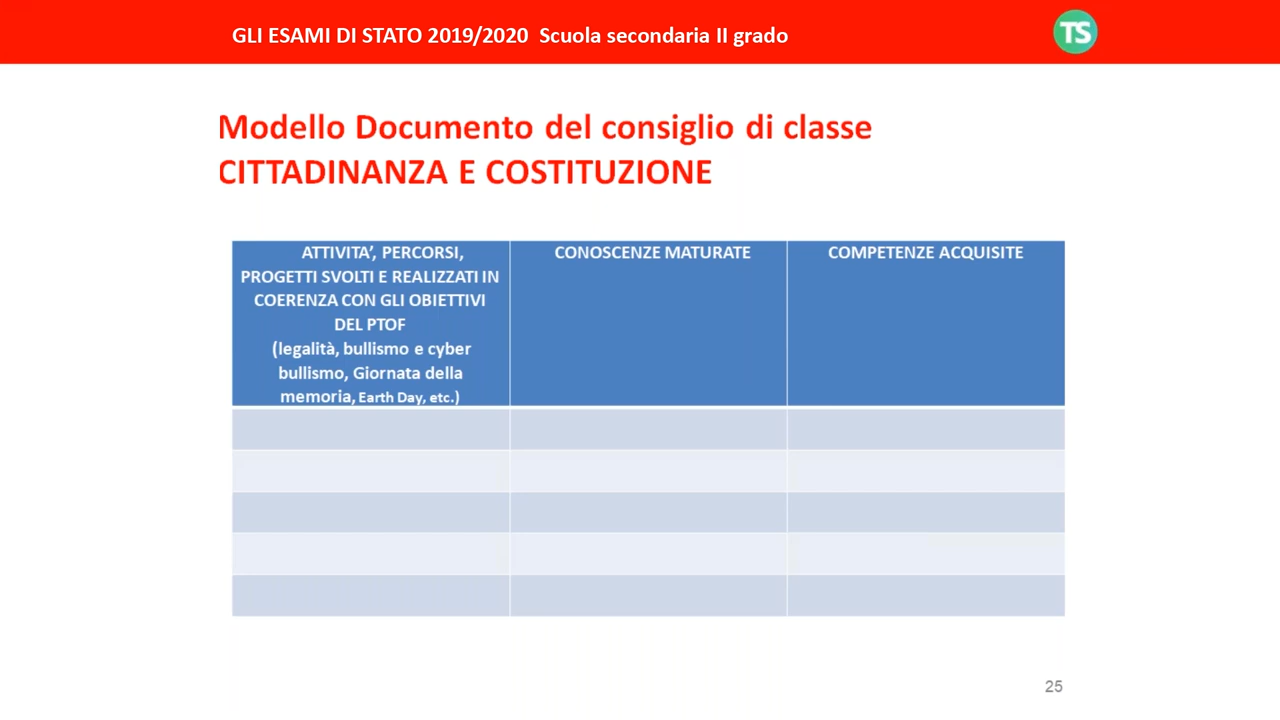 GLI ESAMI DI STATO 2019/2020 Scuola secondaria II grado
TS
Modello Documento del consiglio di classe
CITTADINANZA E COSTITUZIONE
ATTIVITA’, PERCORSI,
PROGETTI SVOLTI E REALIZZATI IN
COERENZA CON GLI OBIETTIVI
DEL PTOF
(legalità, bullismo e cyber
bullismo, Giornata della
memoria, Earth Day, etc.)
CONOSCENZE MATURATE
COMPETENZE ACQUISITE
25